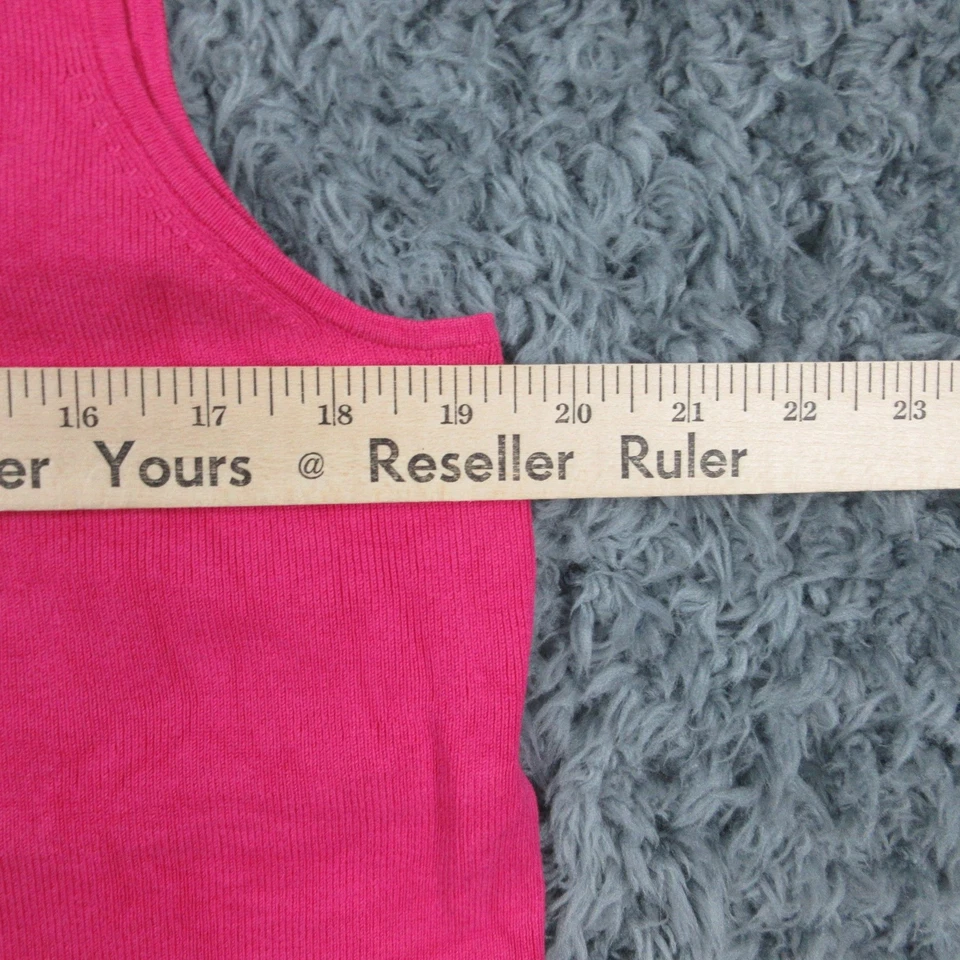 16 17 18 19 20 21 22 23
er Yours @ Reseller Ruler